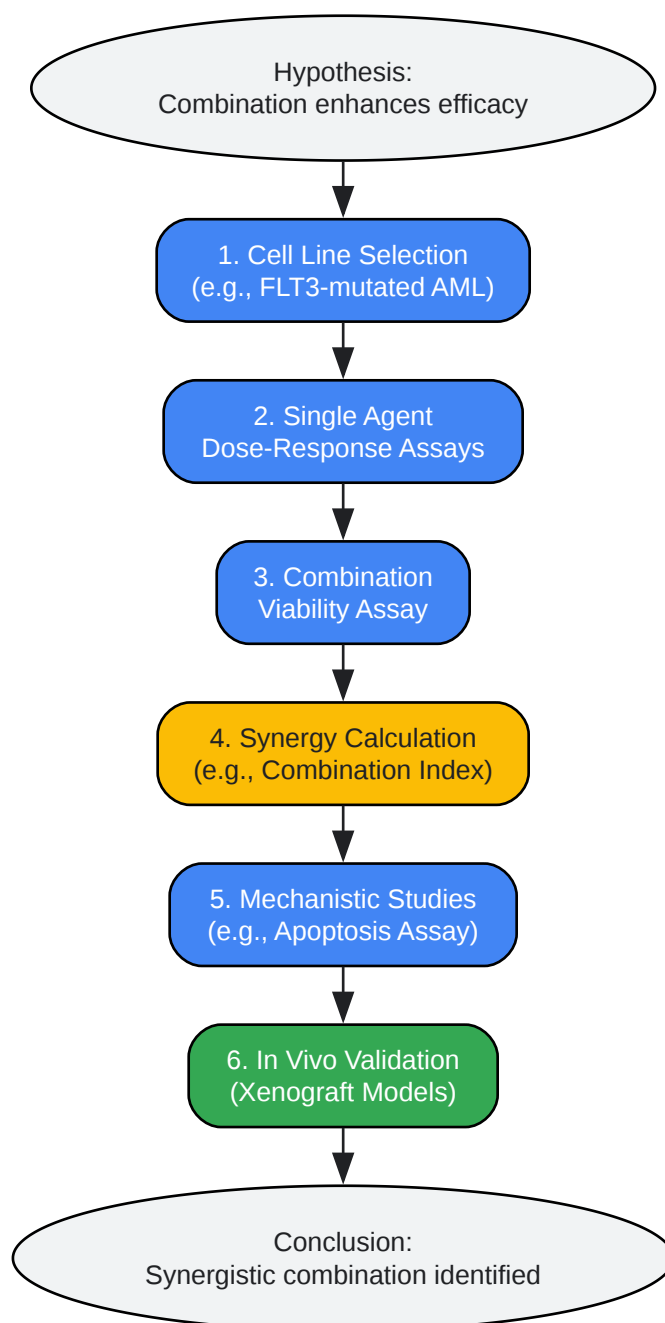 Hypothesis:
Combination enhances efficacy
1. Cell Line Selection
(e.g., FLT3-mutated AML)
2. Single Agent
Dose-Response Assays
3. Combination
Viability Assay
4. Synergy Calculation
(e.g., Combination Index)
5. Mechanistic Studies
(e.g., Apoptosis Assay)
6. In Vivo Validation
(Xenograft Models)
Conclusion:
Synergistic combination identified